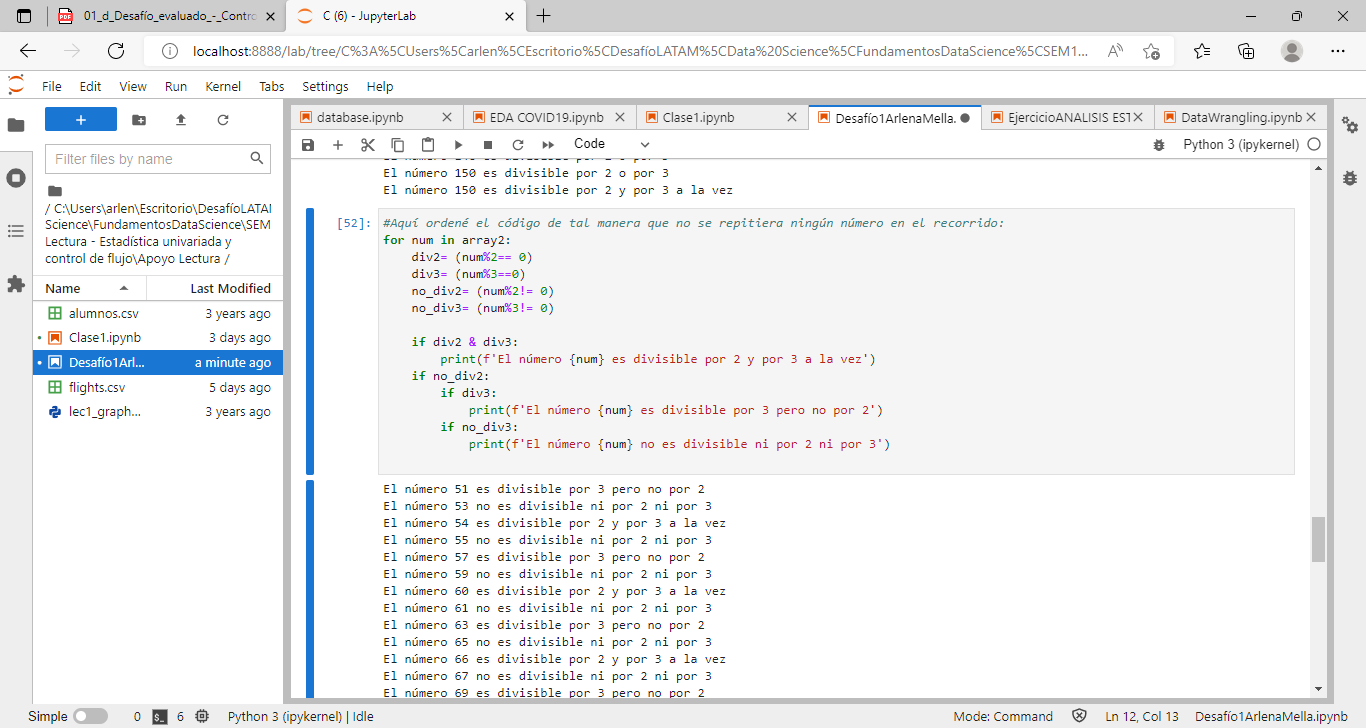 01_d_Desafío_evaluado_-_Contro
C (6) - JupyterLab
localhost:8888/lab/tree/C%3A%5CUsers%5Carlen%5CEscritorio%5CDesafíoLATAM%5CData%20Science%5CFundamentosDataScience%5CSEM1...
File Edit View Run Kernel Tabs Settings Help
database.ipynb
EDA COVID19.ipynb
Clase1.ipynb
Desafío1ArlenaMella.
EjercicioANALISIS EST
DataWrangling.ipynb
Code
Python 3 (ipykernel)
Filter files by name
/ C:\Users\arlen\Escritorio\DesafíoLATAM
Science\FundamentosDataScience\SEM
Lectura - Estadística univariada y
control de flujo\Apoyo Lectura /
Name Last Modified
alumnos.csv 3 years ago
Clase1.ipynb 3 days ago
Desafío1Arl... a minute ago
flights.csv 5 days ago
lec1_graph... 3 years ago
El número 150 es divisible por 2 o por 3
El número 150 es divisible por 2 y por 3 a la vez
[52]:
#Aquí ordené el código de tal manera que no se repitiera ningún número en el recorrido:
for num in array2:
    div2= (num%2== 0)
    div3= (num%3==0)
    no_div2= (num%2!= 0)
    no_div3= (num%3!= 0)
    if div2 & div3:
        print(f'El número {num} es divisible por 2 y por 3 a la vez')
    if no_div2:
        if div3:
            print(f'El número {num} es divisible por 3 pero no por 2')
        if no_div3:
            print(f'El número {num} no es divisible ni por 2 ni por 3')
El número 51 es divisible por 3 pero no por 2
El número 53 no es divisible ni por 2 ni por 3
El número 54 es divisible por 2 y por 3 a la vez
El número 55 no es divisible ni por 2 ni por 3
El número 57 es divisible por 3 pero no por 2
El número 59 no es divisible ni por 2 ni por 3
El número 60 es divisible por 2 y por 3 a la vez
El número 61 no es divisible ni por 2 ni por 3
El número 63 es divisible por 3 pero no por 2
El número 65 no es divisible ni por 2 ni por 3
El número 66 es divisible por 2 y por 3 a la vez
El número 67 no es divisible ni por 2 ni por 3
El número 69 es divisible por 3 pero no por 2
Simple 0 6 Python 3 (ipykernel) | Idle
Mode: Command Ln 12, Col 13 Desafío1ArlenaMella.ipynb